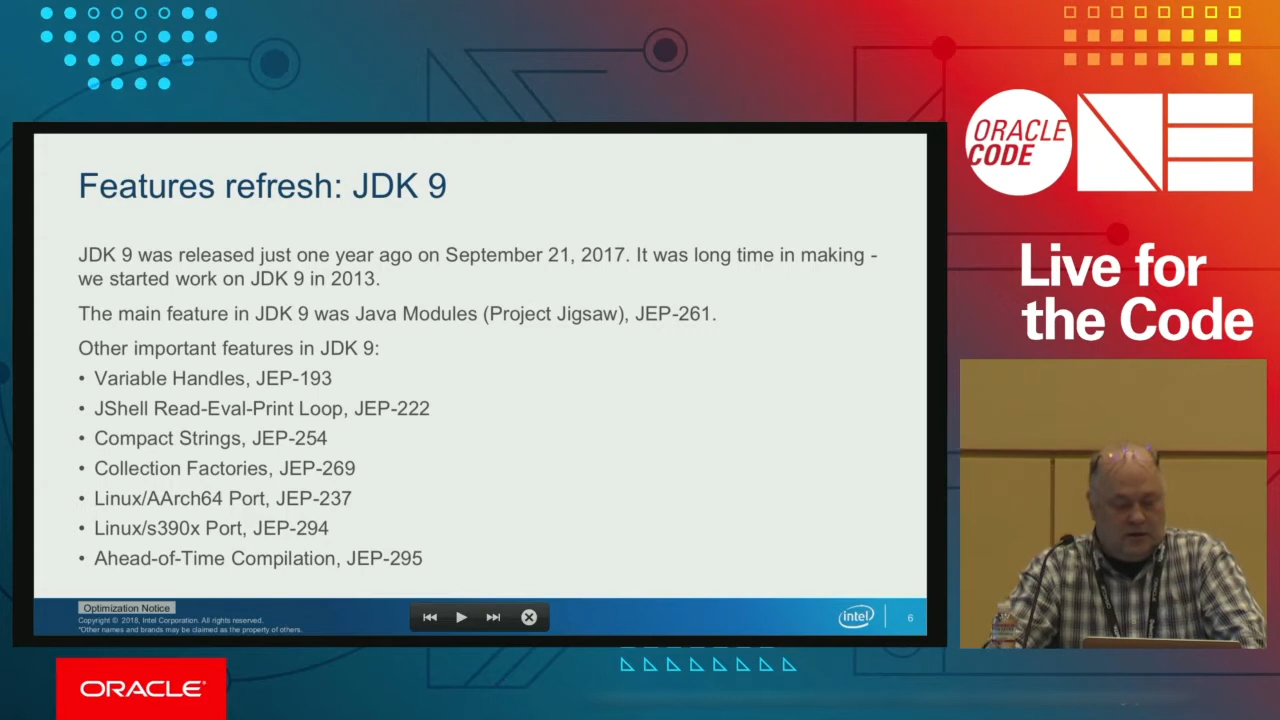 ORACLE
CODE
ONE
Live for
the Code
Features refresh: JDK 9
JDK 9 was released just one year ago on September 21, 2017. It was long time in making -
we started work on JDK 9 in 2013.
The main feature in JDK 9 was Java Modules (Project Jigsaw), JEP-261.
Other important features in JDK 9:
• Variable Handles, JEP-193
• JShell Read-Eval-Print Loop, JEP-222
• Compact Strings, JEP-254
• Collection Factories, JEP-269
• Linux/AArch64 Port, JEP-237
• Linux/s390x Port, JEP-294
• Ahead-of-Time Compilation, JEP-295
Optimization Notice
Copyright © 2018, Intel Corporation. All rights reserved.
*Other names and brands may be claimed as the property of others.
intel
6
ORACLE®